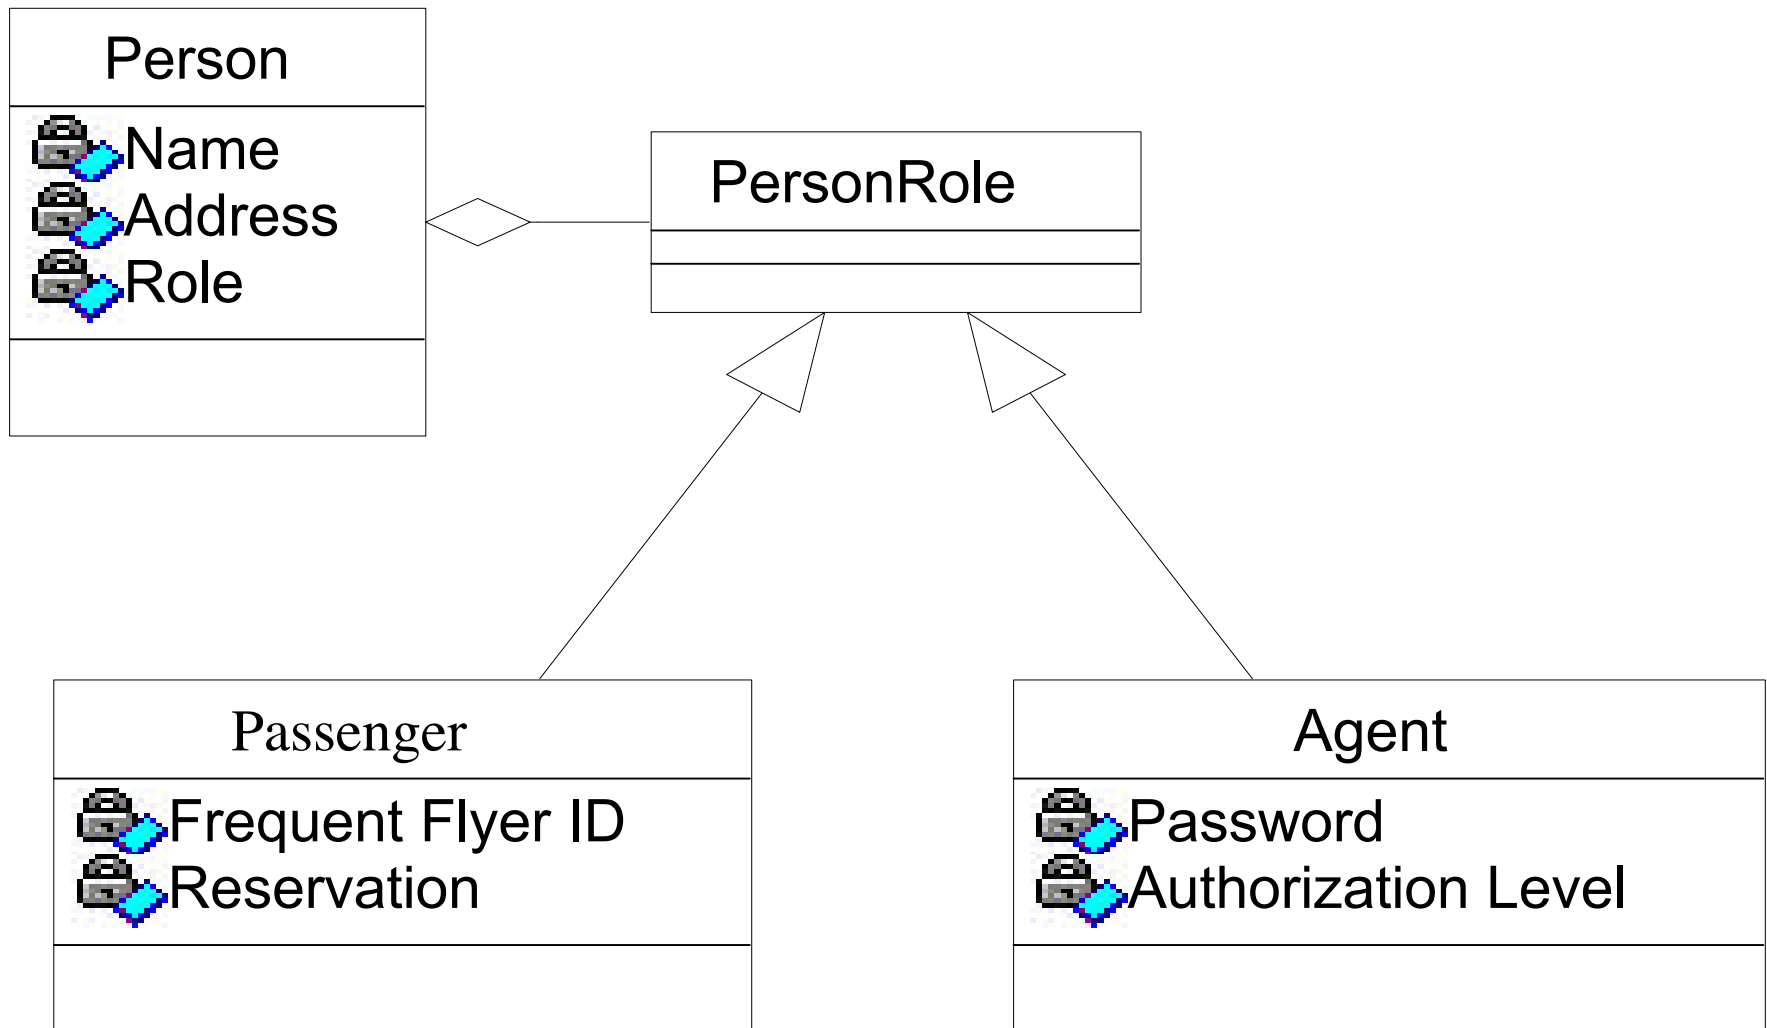 Person
Name
Address
Role
PersonRole
Passenger
Frequent Flyer ID
Reservation
Agent
Password
Authorization Level